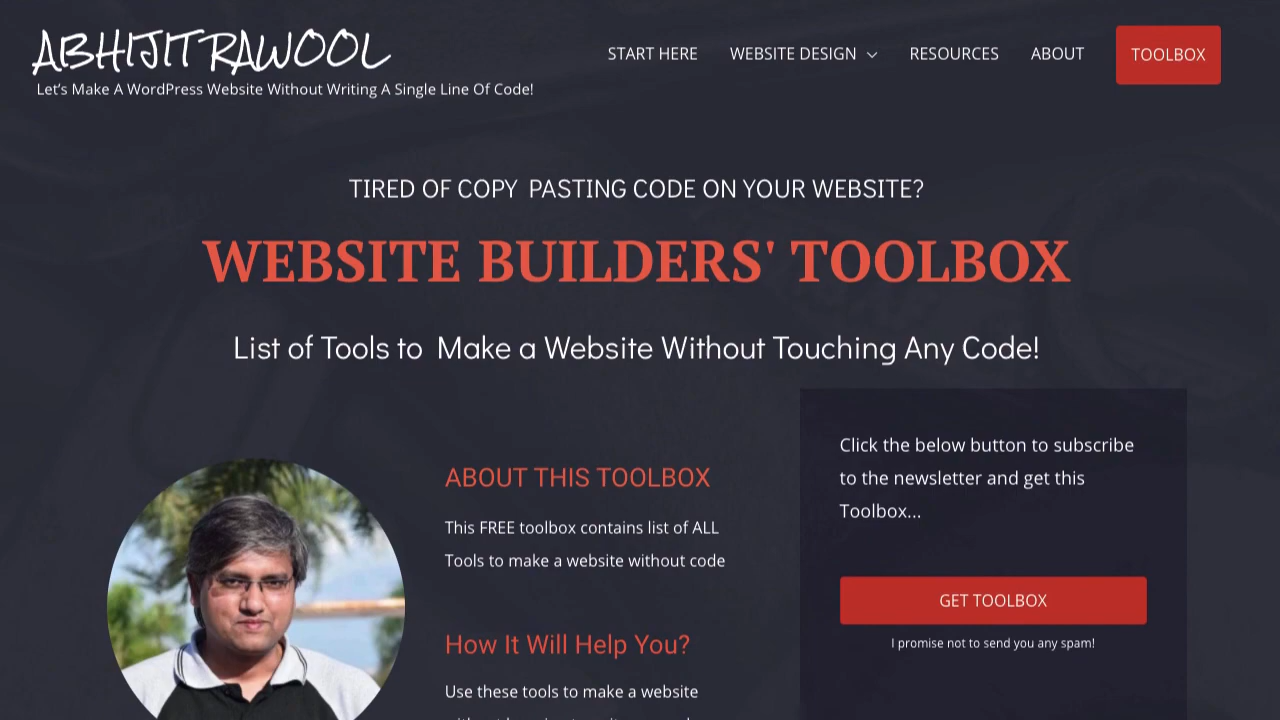 ABHIJIT RAWOOL
Let's Make A WordPress Website Without Writing A Single Line Of Code!
START HERE
WEBSITE DESIGN
RESOURCES
ABOUT
TOOLBOX
TIRED OF COPY PASTING CODE ON YOUR WEBSITE?
WEBSITE BUILDERS' TOOLBOX
List of Tools to Make a Website Without Touching Any Code!
ABOUT THIS TOOLBOX
This FREE toolbox contains list of ALL
Tools to make a website without code
How It Will Help You?
Use these tools to make a website
Click the below button to subscribe
to the newsletter and get this
Toolbox...
GET TOOLBOX
I promise not to send you any spam!